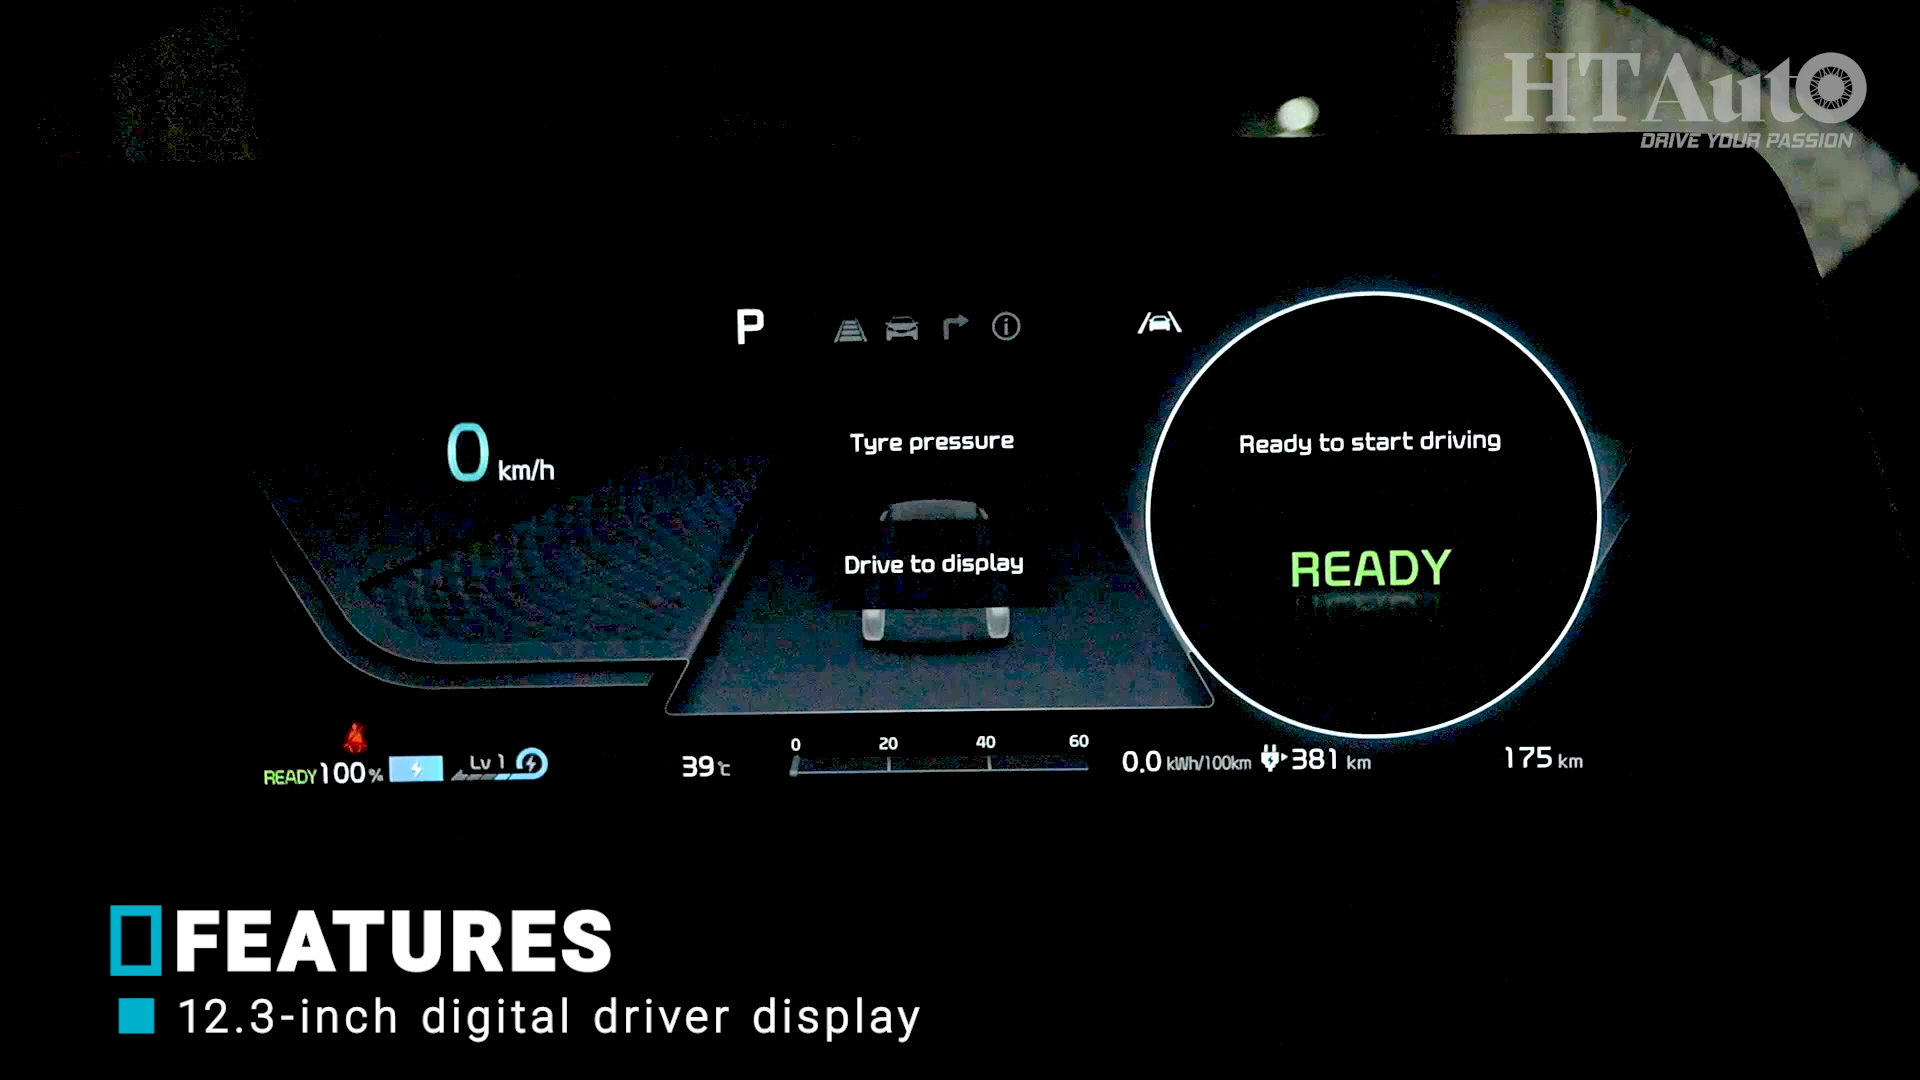 HT Auto
DRIVE YOUR PASSION
P
0 km/h
Tyre pressure
Drive to display
Ready to start driving
READY
READY 100 %
Lv 1
39 ℃
0 20 40 60
0.0 kWh/100km
381 km
175 km
FEATURES
12.3-inch digital driver display